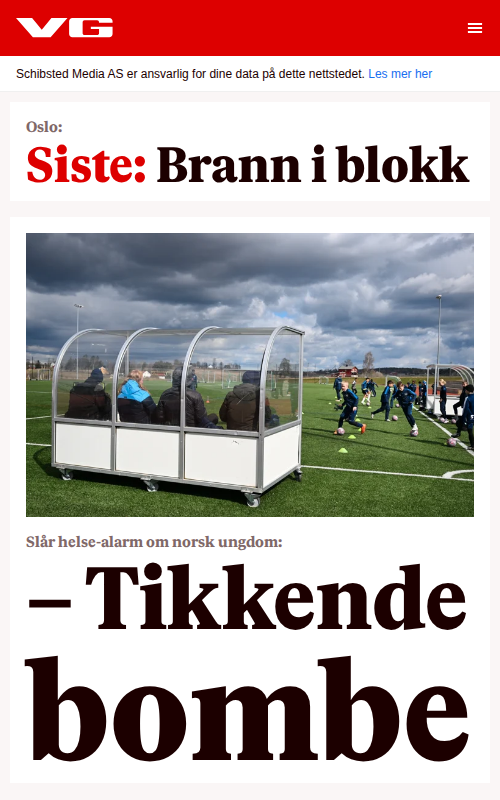 VG
Schibsted Media AS er ansvarlig for dine data på dette nettstedet. Les mer her
Oslo:
Siste: Brann i blokk
Slår helse-alarm om norsk ungdom:
– Tikkende
bombe